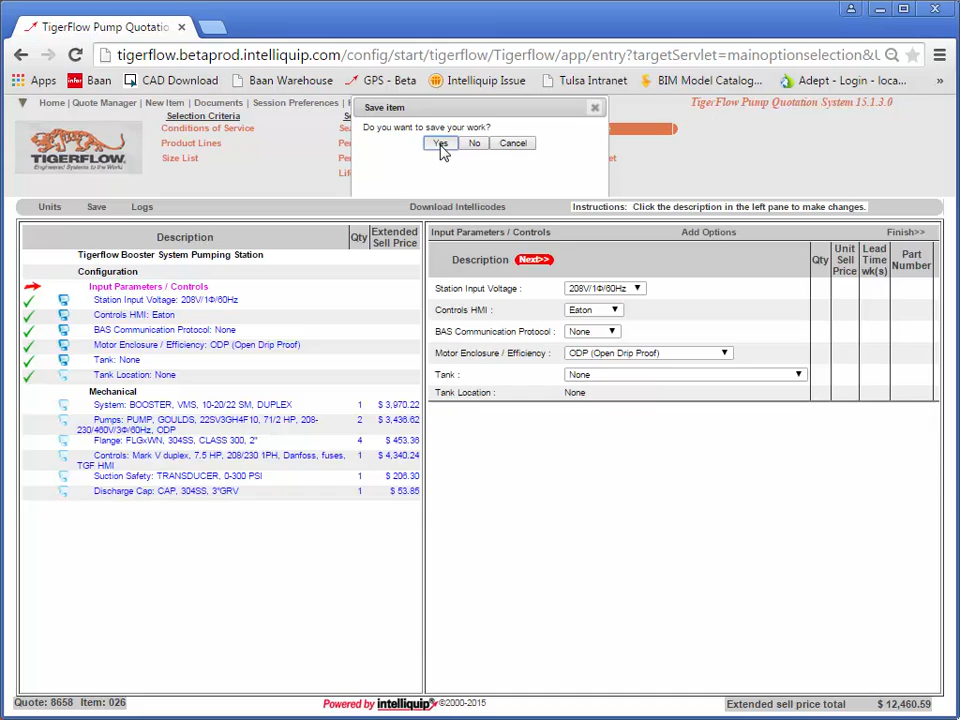 TigerFlow Pump Quotatio
tigerflow.betaprod.intelliquip.com/config/start/tigerflow/Tigerflow/app/entry?targetServlet=mainoptionselection&U
Apps Baan CAD Download Baan Warehouse GPS - Beta Intelliquip Issue Tulsa Instrata BIM Model Catalog... Adept - Login - loca... »
Home | Quote Manager | New Item | Documents | Session Preferences |
Save item
TigerFlow Pump Quotation System 15.1.3.0
Selection Criteria
Do you want to save your work?
Conditions of Service
Yes No Cancel
Product Lines
Size List
TIGERFLOW
Engineered Systems to the World
Units Save Logs Download Intellicodes Instructions: Click the description in the left pane to make changes.
Description Qty Extended Sell Price
Input Parameters / Controls Add Options Finish>>
Description Next>> Qty Unit Sell Price Lead Time wk(s) Part Number
Tigerflow Booster System Pumping Station
Configuration
Input Parameters / Controls
Station Input Voltage: 208V/1Φ/60Hz
Controls HMI: Eaton
BAS Communication Protocol: None
Motor Enclosure / Efficiency: ODP (Open Drip Proof)
Tank: None
Tank Location: None
Mechanical
System: BOOSTER, VMS, 10-20/22 SM, DUPLEX 1 $ 3,970.22
Pumps: PUMP, GOULDS, 22SV3GH4F10, 71/2 HP, 208- 2 $ 3,436.62
230/460V/3Φ/60Hz, ODP
Flange: FLGxWN, 304SS, CLASS 300, 2" 4 $ 453.36
Controls: Mark V duplex, 7.5 HP, 208/230 1PH, Danfoss, fuses, 1 $ 4,340.24
TGF HMI
Suction Safety: TRANSDUCER, 0-300 PSI 1 $ 206.30
Discharge Cap: CAP, 304SS, 3"GRV 1 $ 53.85
Station Input Voltage : 208V/1Φ/60Hz
Controls HMI : Eaton
BAS Communication Protocol : None
Motor Enclosure / Efficiency : ODP (Open Drip Proof)
Tank : None
Tank Location : None
Quote: 8658 Item: 026
Powered by intelliquip ©2000-2015
Extended sell price total $ 12,460.59